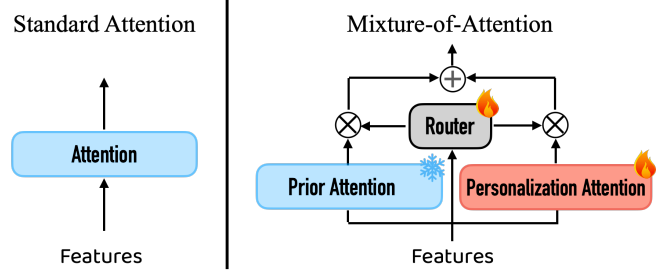 Standard Attention
Attention
Features
Mixture-of-Attention
Router
Prior Attention
Personalization Attention
Features